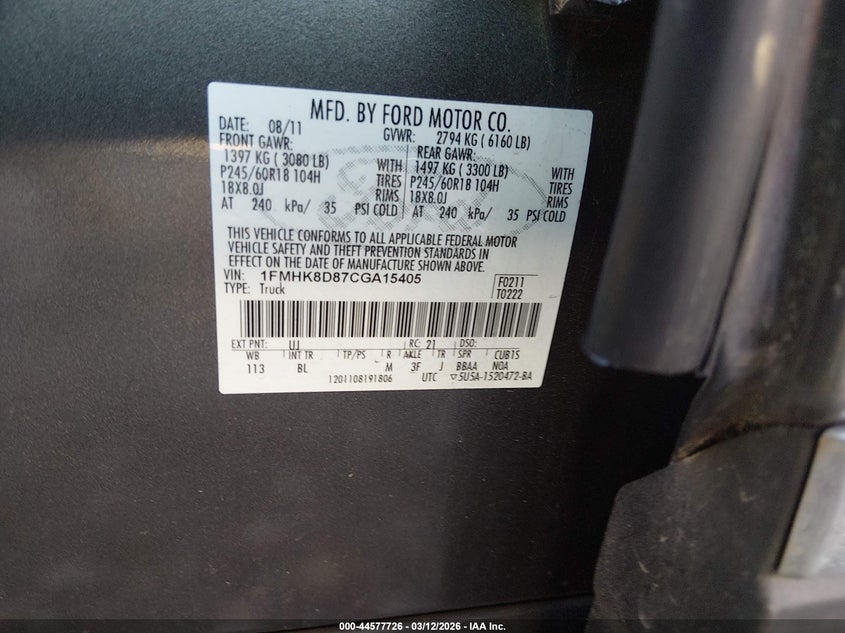 MFD. BY FORD MOTOR CO.
DATE: 08/11 GVWR: 2794 KG ( 6160 LB)
FRONT GAWR: REAR GAWR:
1397 KG ( 3080 LB) WITH 1497 KG ( 3300 LB) WITH
P245/60R18 104H TIRES P245/60R18 104H TIRES
18X8.0J RIMS 18X8.0J RIMS
AT 240 kPa/ 35 PSI COLD AT 240 kPa/ 35 PSI COLD
THIS VEHICLE CONFORMS TO ALL APPLICABLE FEDERAL MOTOR
VEHICLE SAFETY AND THEFT PREVENTION STANDARDS IN
EFFECT ON THE DATE OF MANUFACTURE SHOWN ABOVE.
VIN: 1FMHK8D87CGA15405 F0211
TYPE: Truck T0222
EXT PNT: UJ RC: 21 DSO:
WB INT TR TP/PS R AXLE TR SPR CUBTS
113 BL M 3F J BBAA NOA
1201108191806 UTC ▽5U5A-1520472-BA
000-44577726 - 03/12/2026 - IAA Inc.